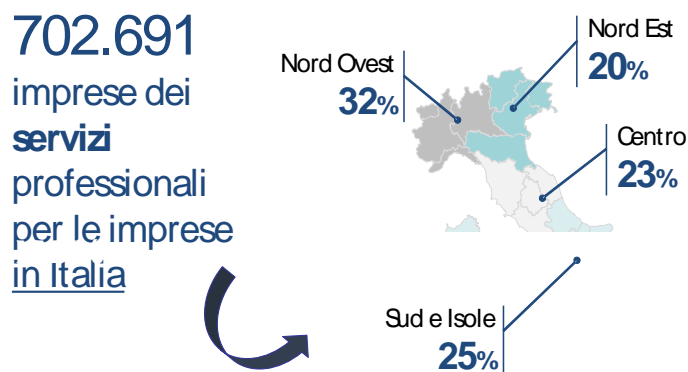 702.691
imprese dei
servizi
professionali
per le imprese
in Italia
Nord Ovest
32%
Nord Est
20%
Centro
23%
Sud e Isole
25%